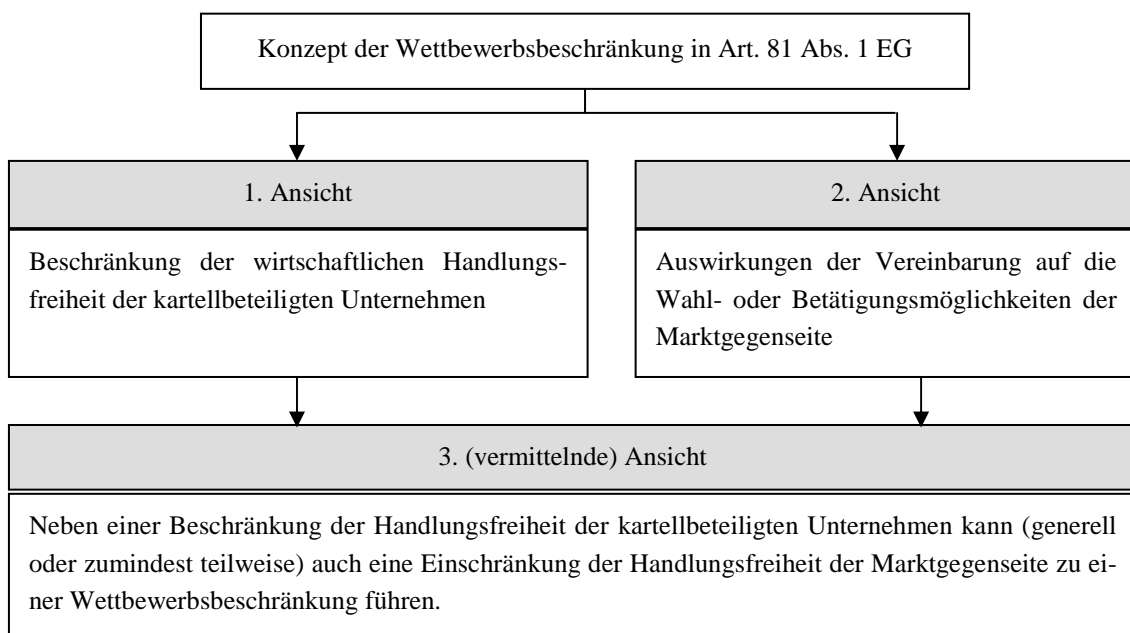 Konzept der Wettbewerbsbeschränkung in Art. 81 Abs. 1 EG
1. Ansicht
Beschränkung der wirtschaftlichen Handlungs-
freiheit der kartellbeteiligten Unternehmen
2. Ansicht
Auswirkungen der Vereinbarung auf die
Wahl- oder Betätigungsmöglichkeiten der
Marktgegenseite
3. (vermittelnde) Ansicht
Neben einer Beschränkung der Handlungsfreiheit der kartellbeteiligten Unternehmen kann (generell
oder zumindest teilweise) auch eine Einschränkung der Handlungsfreiheit der Marktgegenseite zu ei-
ner Wettbewerbsbeschränkung führen.